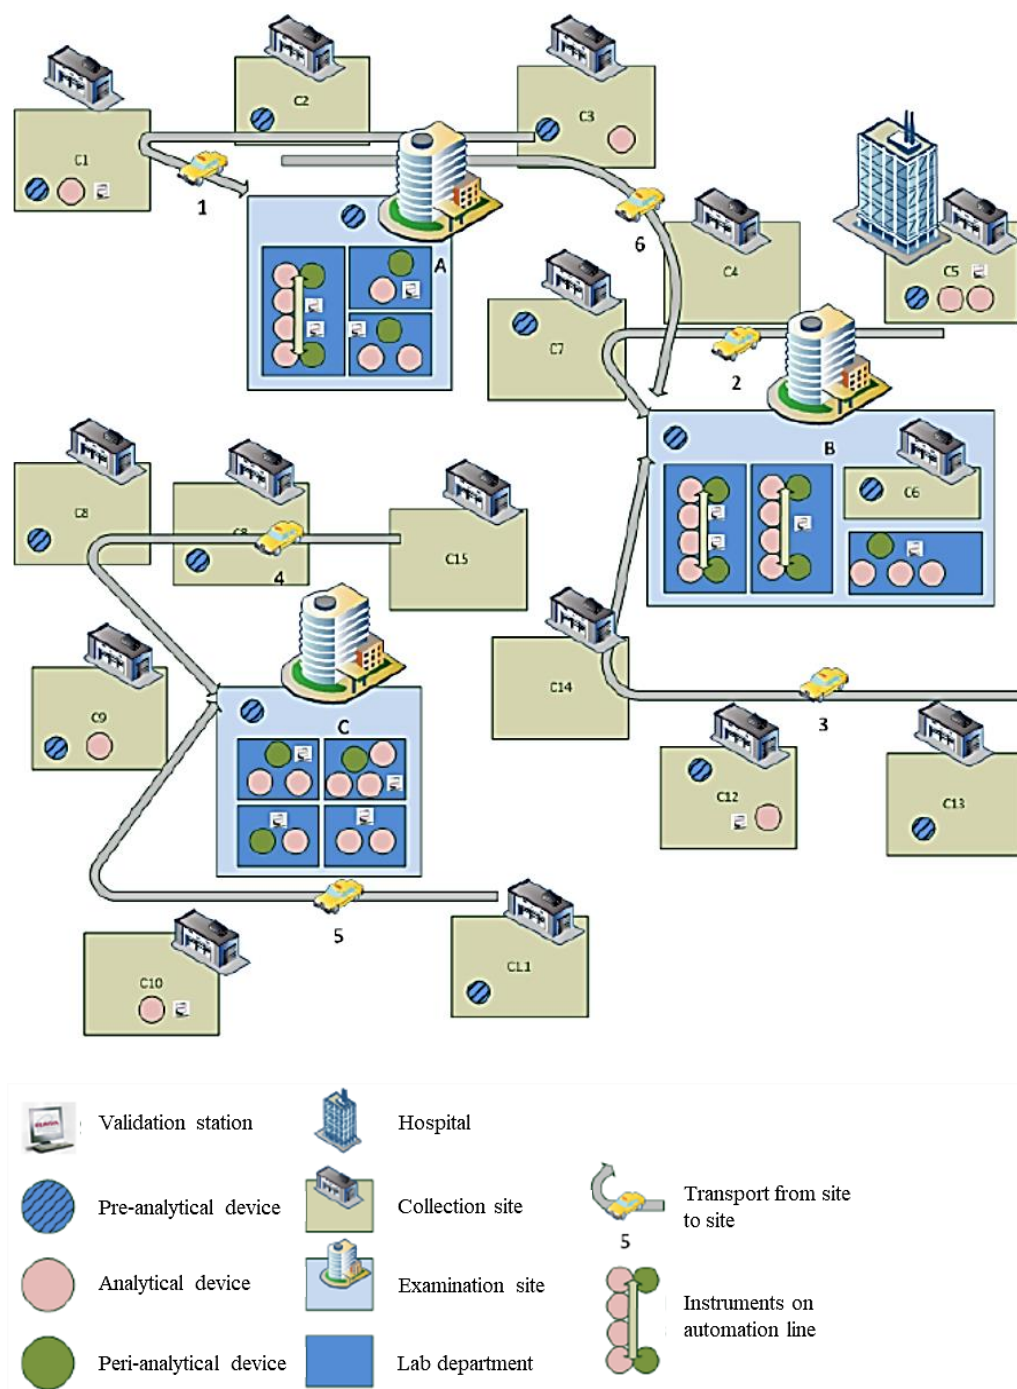 C2
C3
C1
1
6
A
C4
C5
C7
2
B
C6
C8
C8
4
C15
C14
3
C9
C
C12
C13
5
CL1
C10
Validation station
Hospital
Pre-analytical device
Collection site
Transport from site
to site
5
Analytical device
Examination site
Instruments on
automation line
Peri-analytical device
Lab department